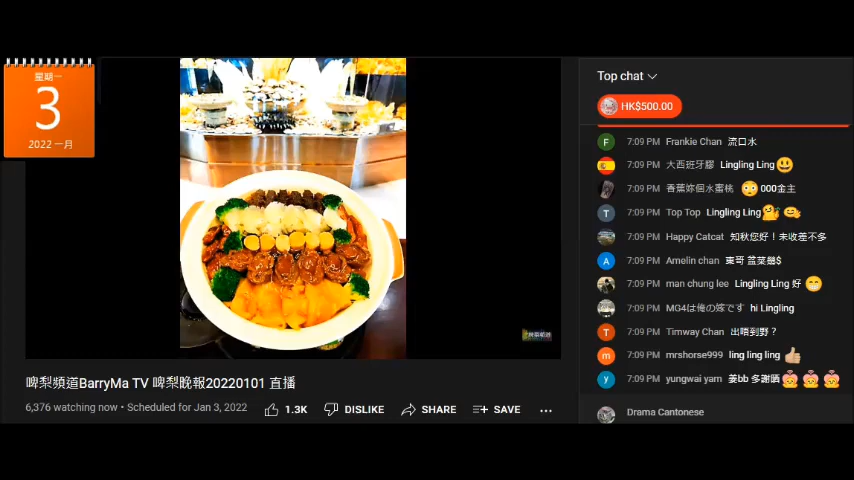 星期一
3
2022 一月
啤梨頻道BarryMa TV 啤梨晚報20220101 直播
6,376 watching now • Scheduled for Jan 3, 2022
1.3K
DISLIKE
SHARE
SAVE
Top chat
HK$500.00
F 7:09 PM Frankie Chan 流口水
7:09 PM 大西班牙膠 Lingling Ling😃
7:09 PM 香蕉妳個水蜜桃 😳000金主
T 7:09 PM Top Top Lingling Ling🤗😊
7:09 PM Happy Catcat 知秋您好！未收差不多
A 7:09 PM Amelin chan 東哥 盆菜幾$
7:09 PM man chung lee Lingling Ling 好 😁
7:09 PM MG4は俺の嫁です hi Lingling
T 7:09 PM Timway Chan 出唔到野？
m 7:09 PM mrshorse999 ling ling ling 👍🏼
y 7:09 PM yungwai yam 姜bb 多謝晒
Drama Cantonese